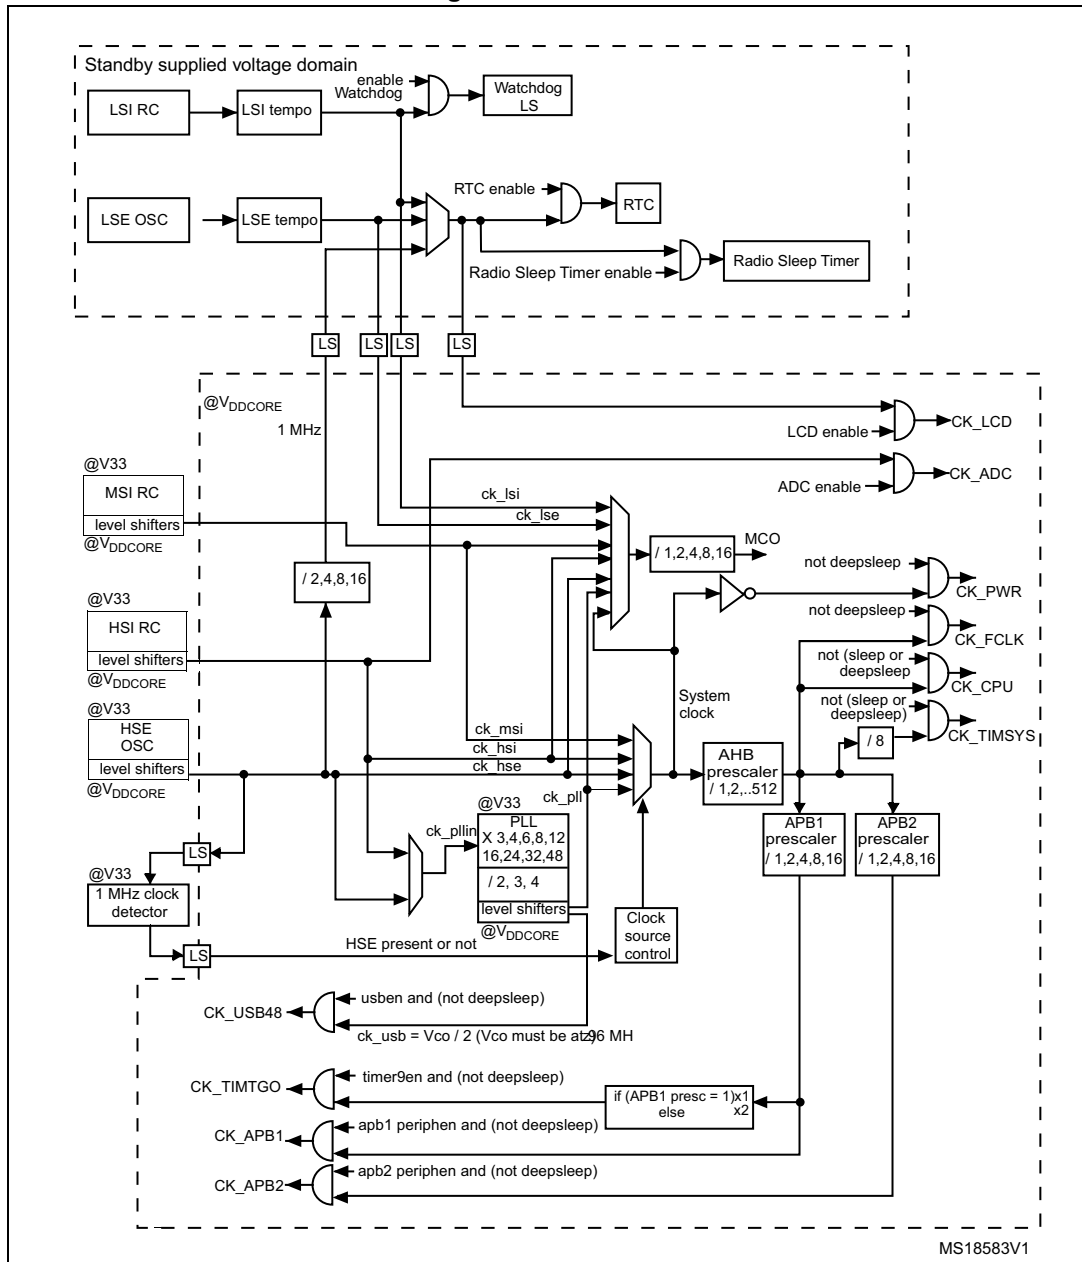 Standby supplied voltage domain
enable
Watchdog
Watchdog
LS
LSI RC
LSI tempo
RTC enable
RTC
LSE OSC
LSE tempo
Radio Sleep Timer enable
Radio Sleep Timer
LS
LS
LS
LS
@VDDCORE
1 MHz
LCD enable
CK_LCD
@V33
MSI RC
level shifters
@VDDCORE
ADC enable
CK_ADC
ck_lsi
ck_lse
/ 1,2,4,8,16
MCO
/ 2,4,8,16
not deepsleep
CK_PWR
@V33
HSI RC
level shifters
@VDDCORE
not deepsleep
CK_FCLK
not (sleep or
deepsleep
CK_CPU
System
clock
not (sleep or
deepsleep)
CK_TIMSYS
/ 8
@V33
HSE
OSC
level shifters
@VDDCORE
ck_msi
ck_hsi
ck_hse
ck_pll
AHB
prescaler
/ 1,2,..512
@V33
PLL
X 3,4,6,8,12
16,24,32,48
/ 2, 3, 4
level shifters
@VDDCORE
ck_pllin
APB1
prescaler
/ 1,2,4,8,16
APB2
prescaler
/ 1,2,4,8,16
LS
@V33
1 MHz clock
detector
LS
HSE present or not
Clock
source
control
CK_USB48
usben and (not deepsleep)
ck_usb = Vco / 2 (Vco must be at 96 MHz)
CK_TIMTGO
timer9en and (not deepsleep)
if (APB1 presc = 1) x1
else x2
CK_APB1
apb1 periphen and (not deepsleep)
CK_APB2
apb2 periphen and (not deepsleep)
MS18583V1